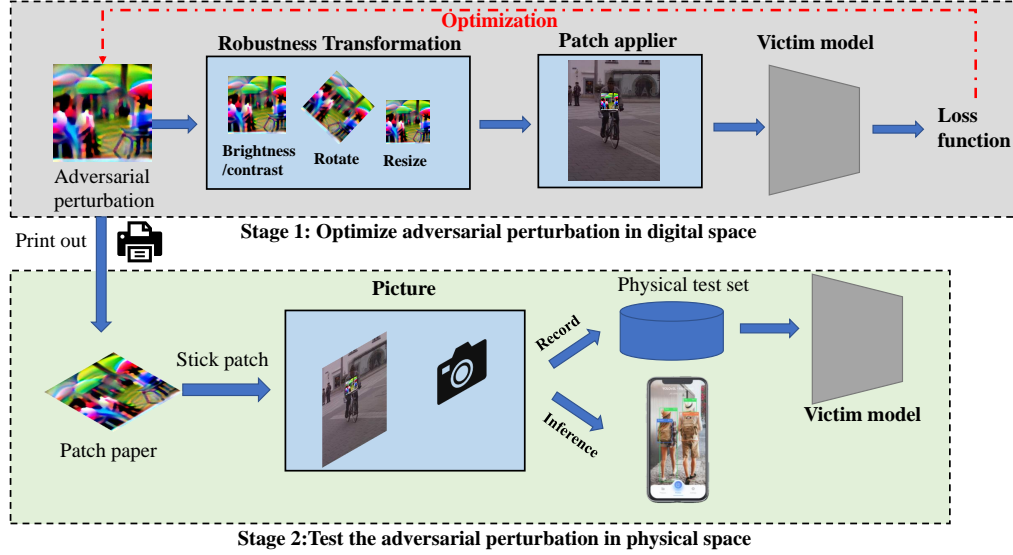 Optimization
Robustness Transformation
Patch applier
Victim model
Brightness
/contrast
Rotate
Resize
Loss
function
Adversarial
perturbation
Stage 1: Optimize adversarial perturbation in digital space
Print out
Picture
Physical test set
Stick patch
Record
Inference
Patch paper
Victim model
Stage 2:Test the adversarial perturbation in physical space